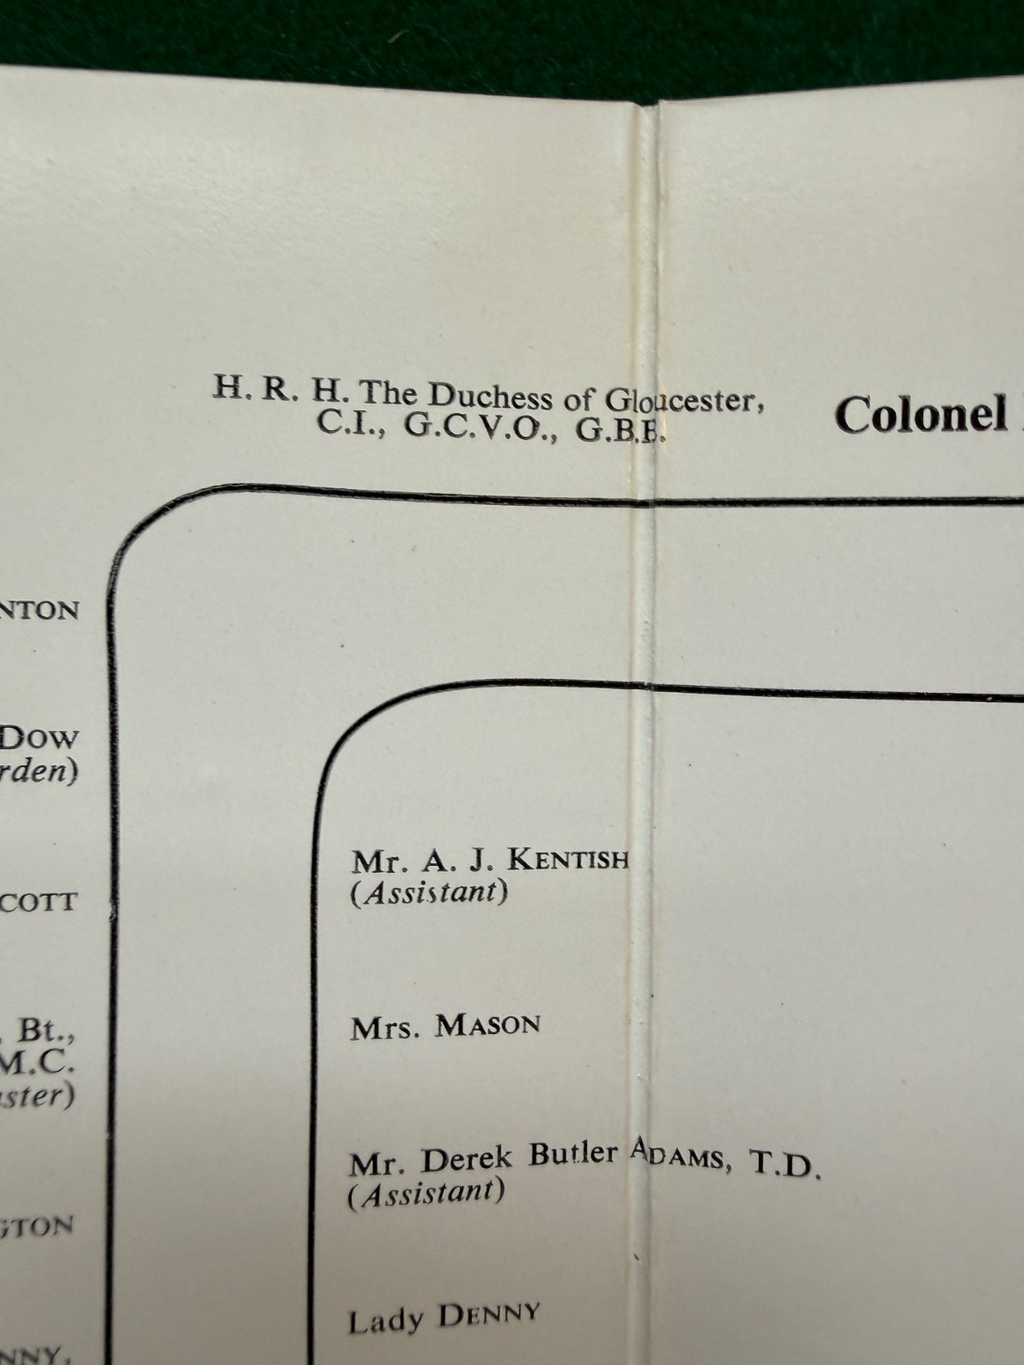 H. R. H. The Duchess of Gloucester,
C.I., G.C.V.O., G.B.E.
Colonel
NTON
Dow
rden)
COTT
Bt.,
M.C.
ster)
GTON
NNY,
Mr. A. J. KENTISH
(Assistant)
Mrs. MASON
Mr. Derek Butler ADAMS, T.D.
(Assistant)
Lady DENNY